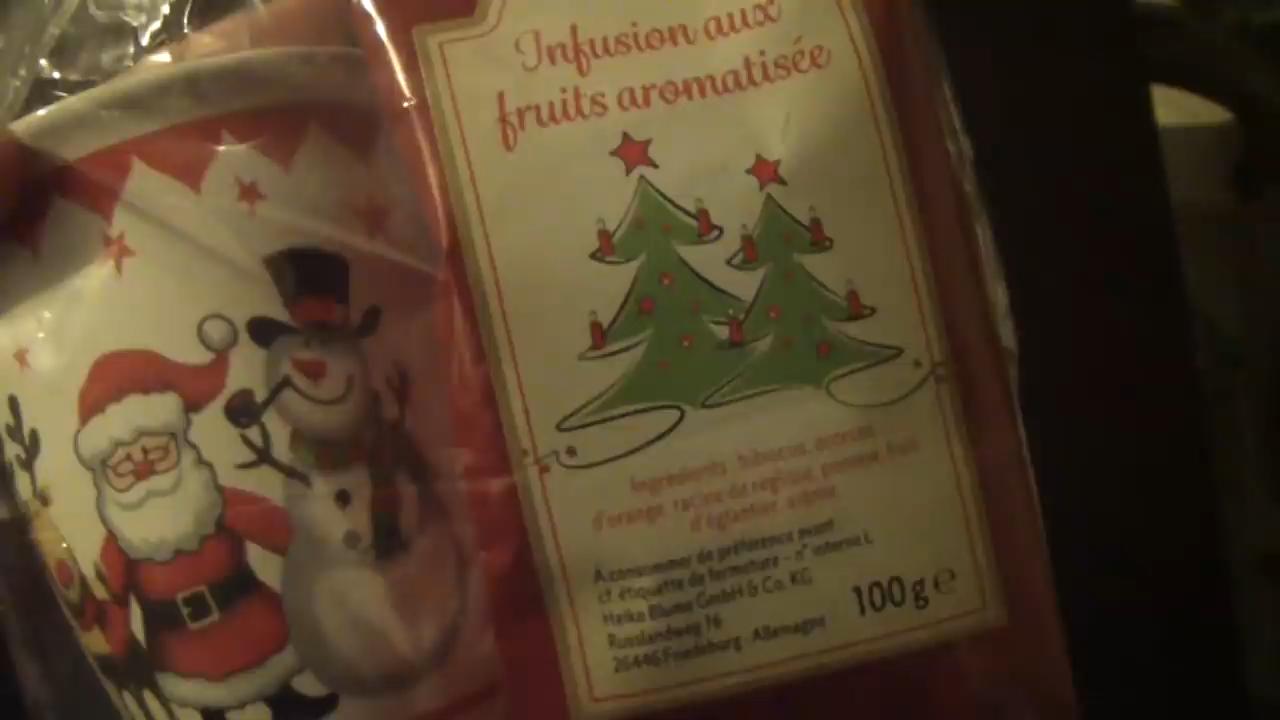 Infusion aux
fruits aromatisée
Ingrédients: hibiscus, écorces
d'orange, racine de réglisse, pomme, fruit
d'églantier, arôme
A consommer de préférence avant
cf. étiquette de fermeture - n° interne L
Heiko Blume GmbH & Co. KG
Russlandweg 16
26446 Friedeburg · Allemagne
100g e